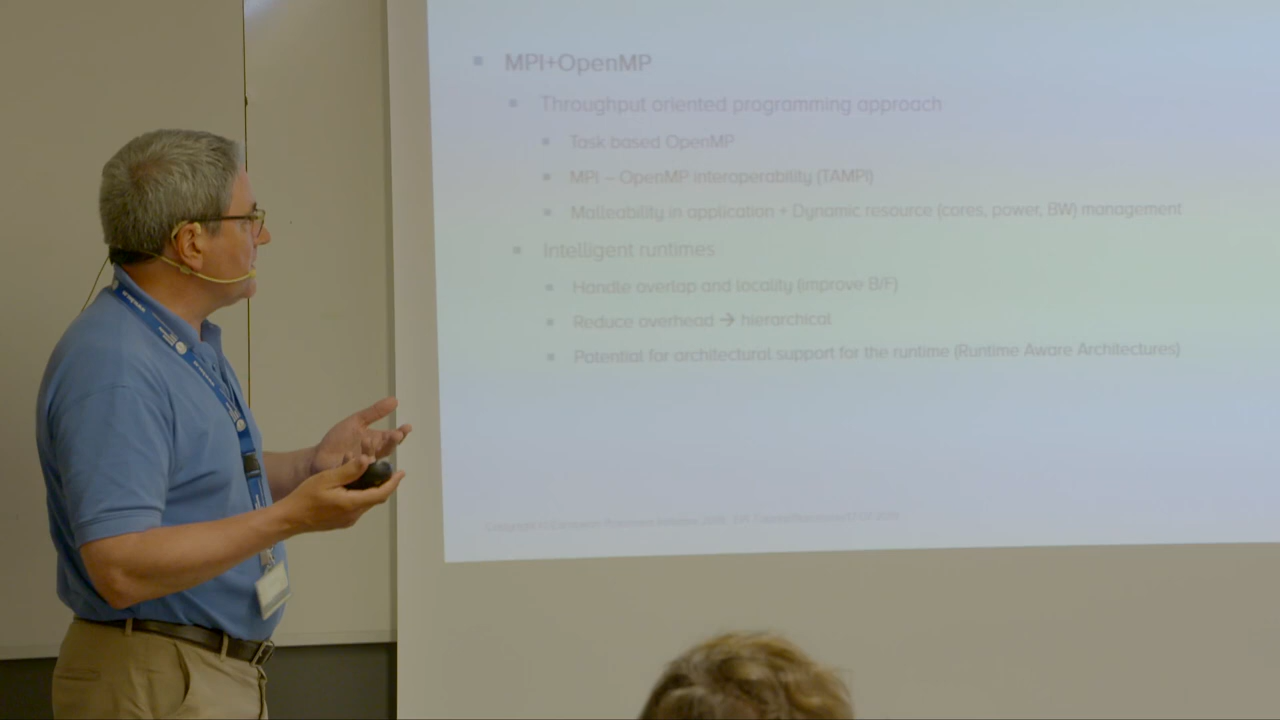 MPI+OpenMP
Throughput oriented programming approach
Task based OpenMP
MPI – OpenMP interoperability (TAMPI)
Malleability in application + Dynamic resource (cores, power, BW) management
Intelligent runtimes
Handle overlap and locality (improve B/F)
Reduce overhead → hierarchical
Potential for architectural support for the runtime (Runtime Aware Architectures)